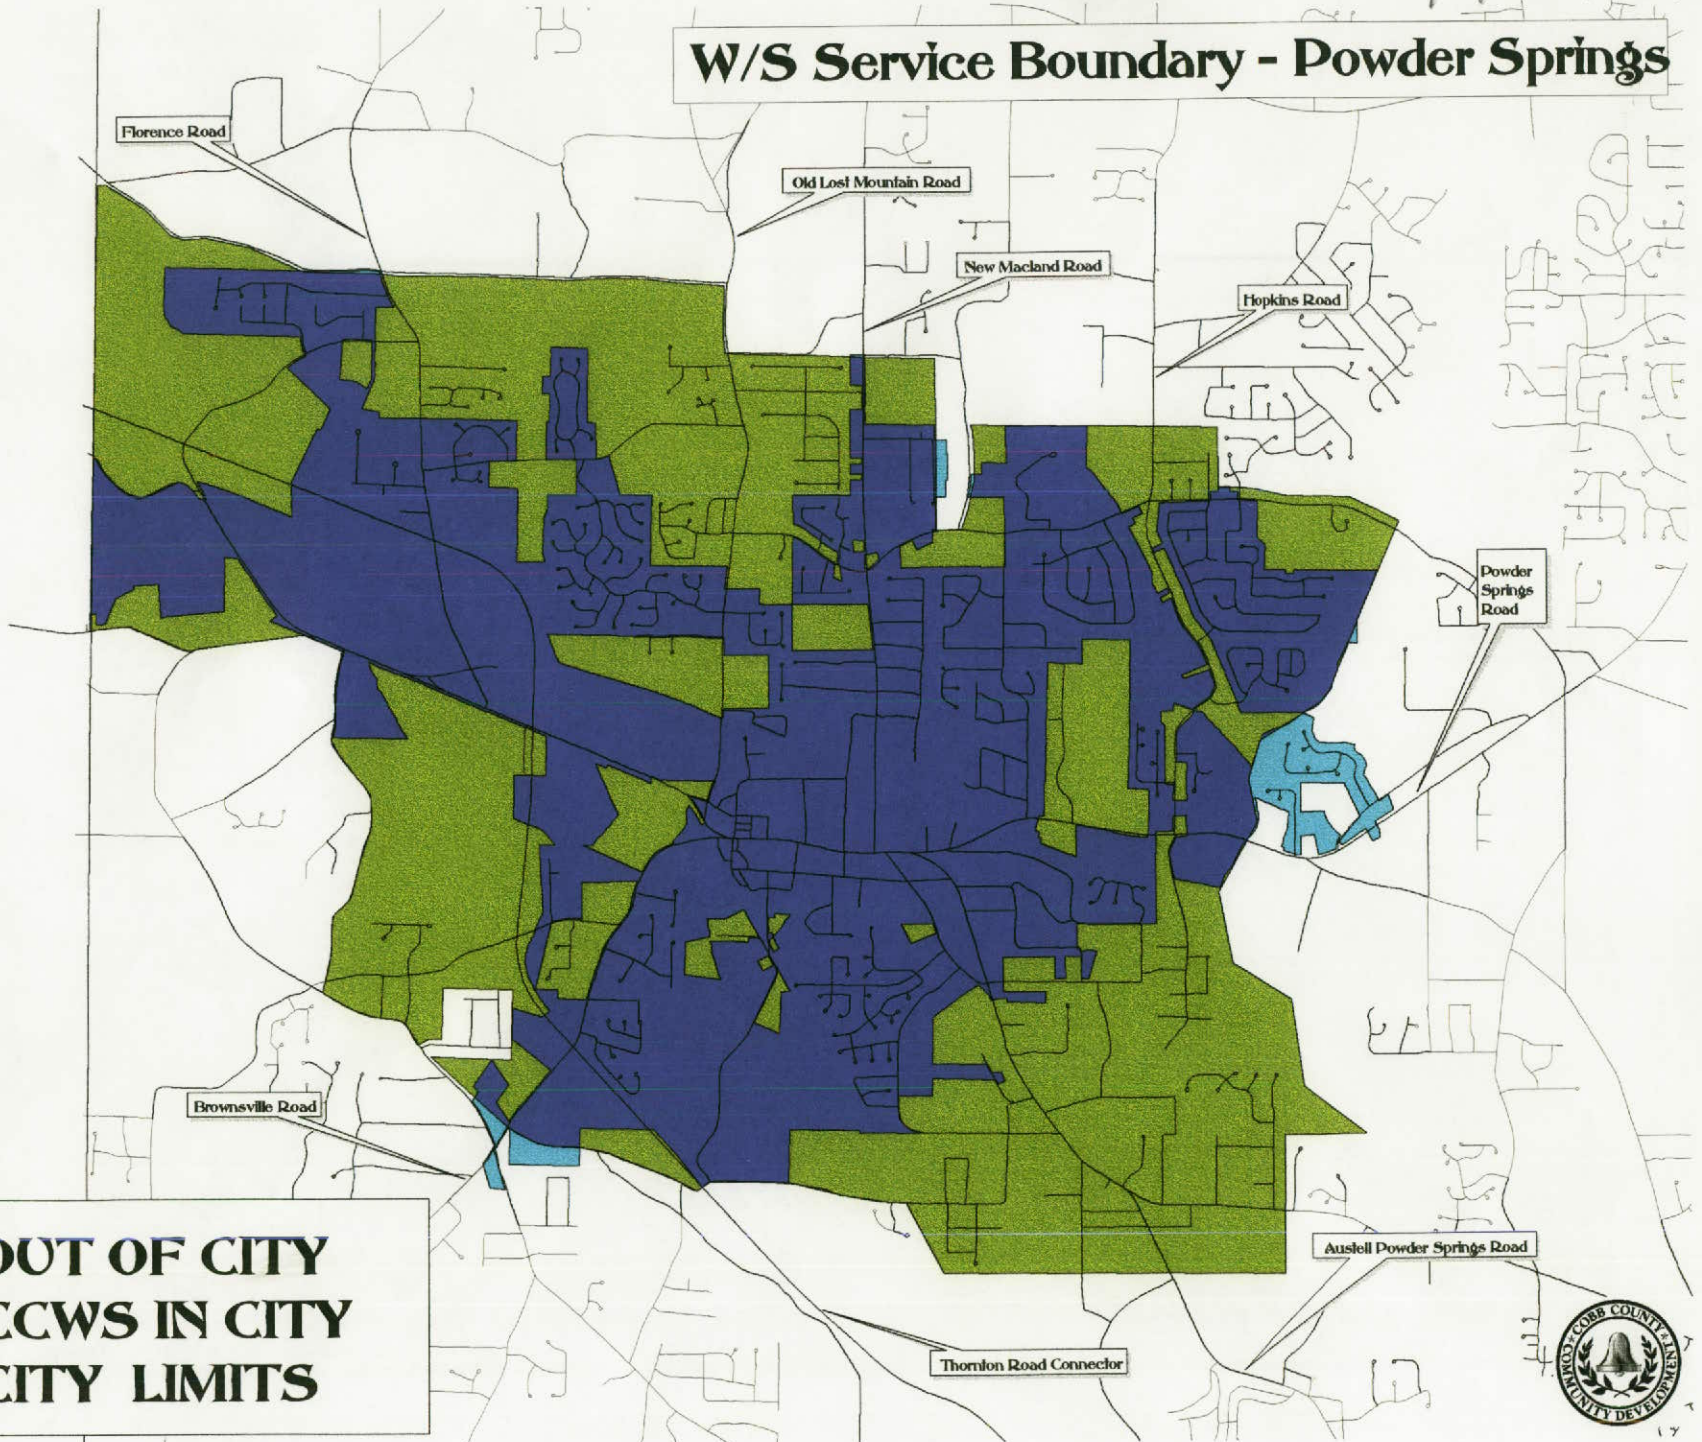 W/S Service Boundary - Powder Springs
Florence Road
Old Lost Mountain Road
New Macland Road
Hopkins Road
Powder
Springs
Road
Brownsville Road
OUT OF CITY
CCWS IN CITY
CITY LIMITS
Austell Powder Springs Road
Thornton Road Connector
COBB COUNTY
COMMUNITY DEVELOPMENT